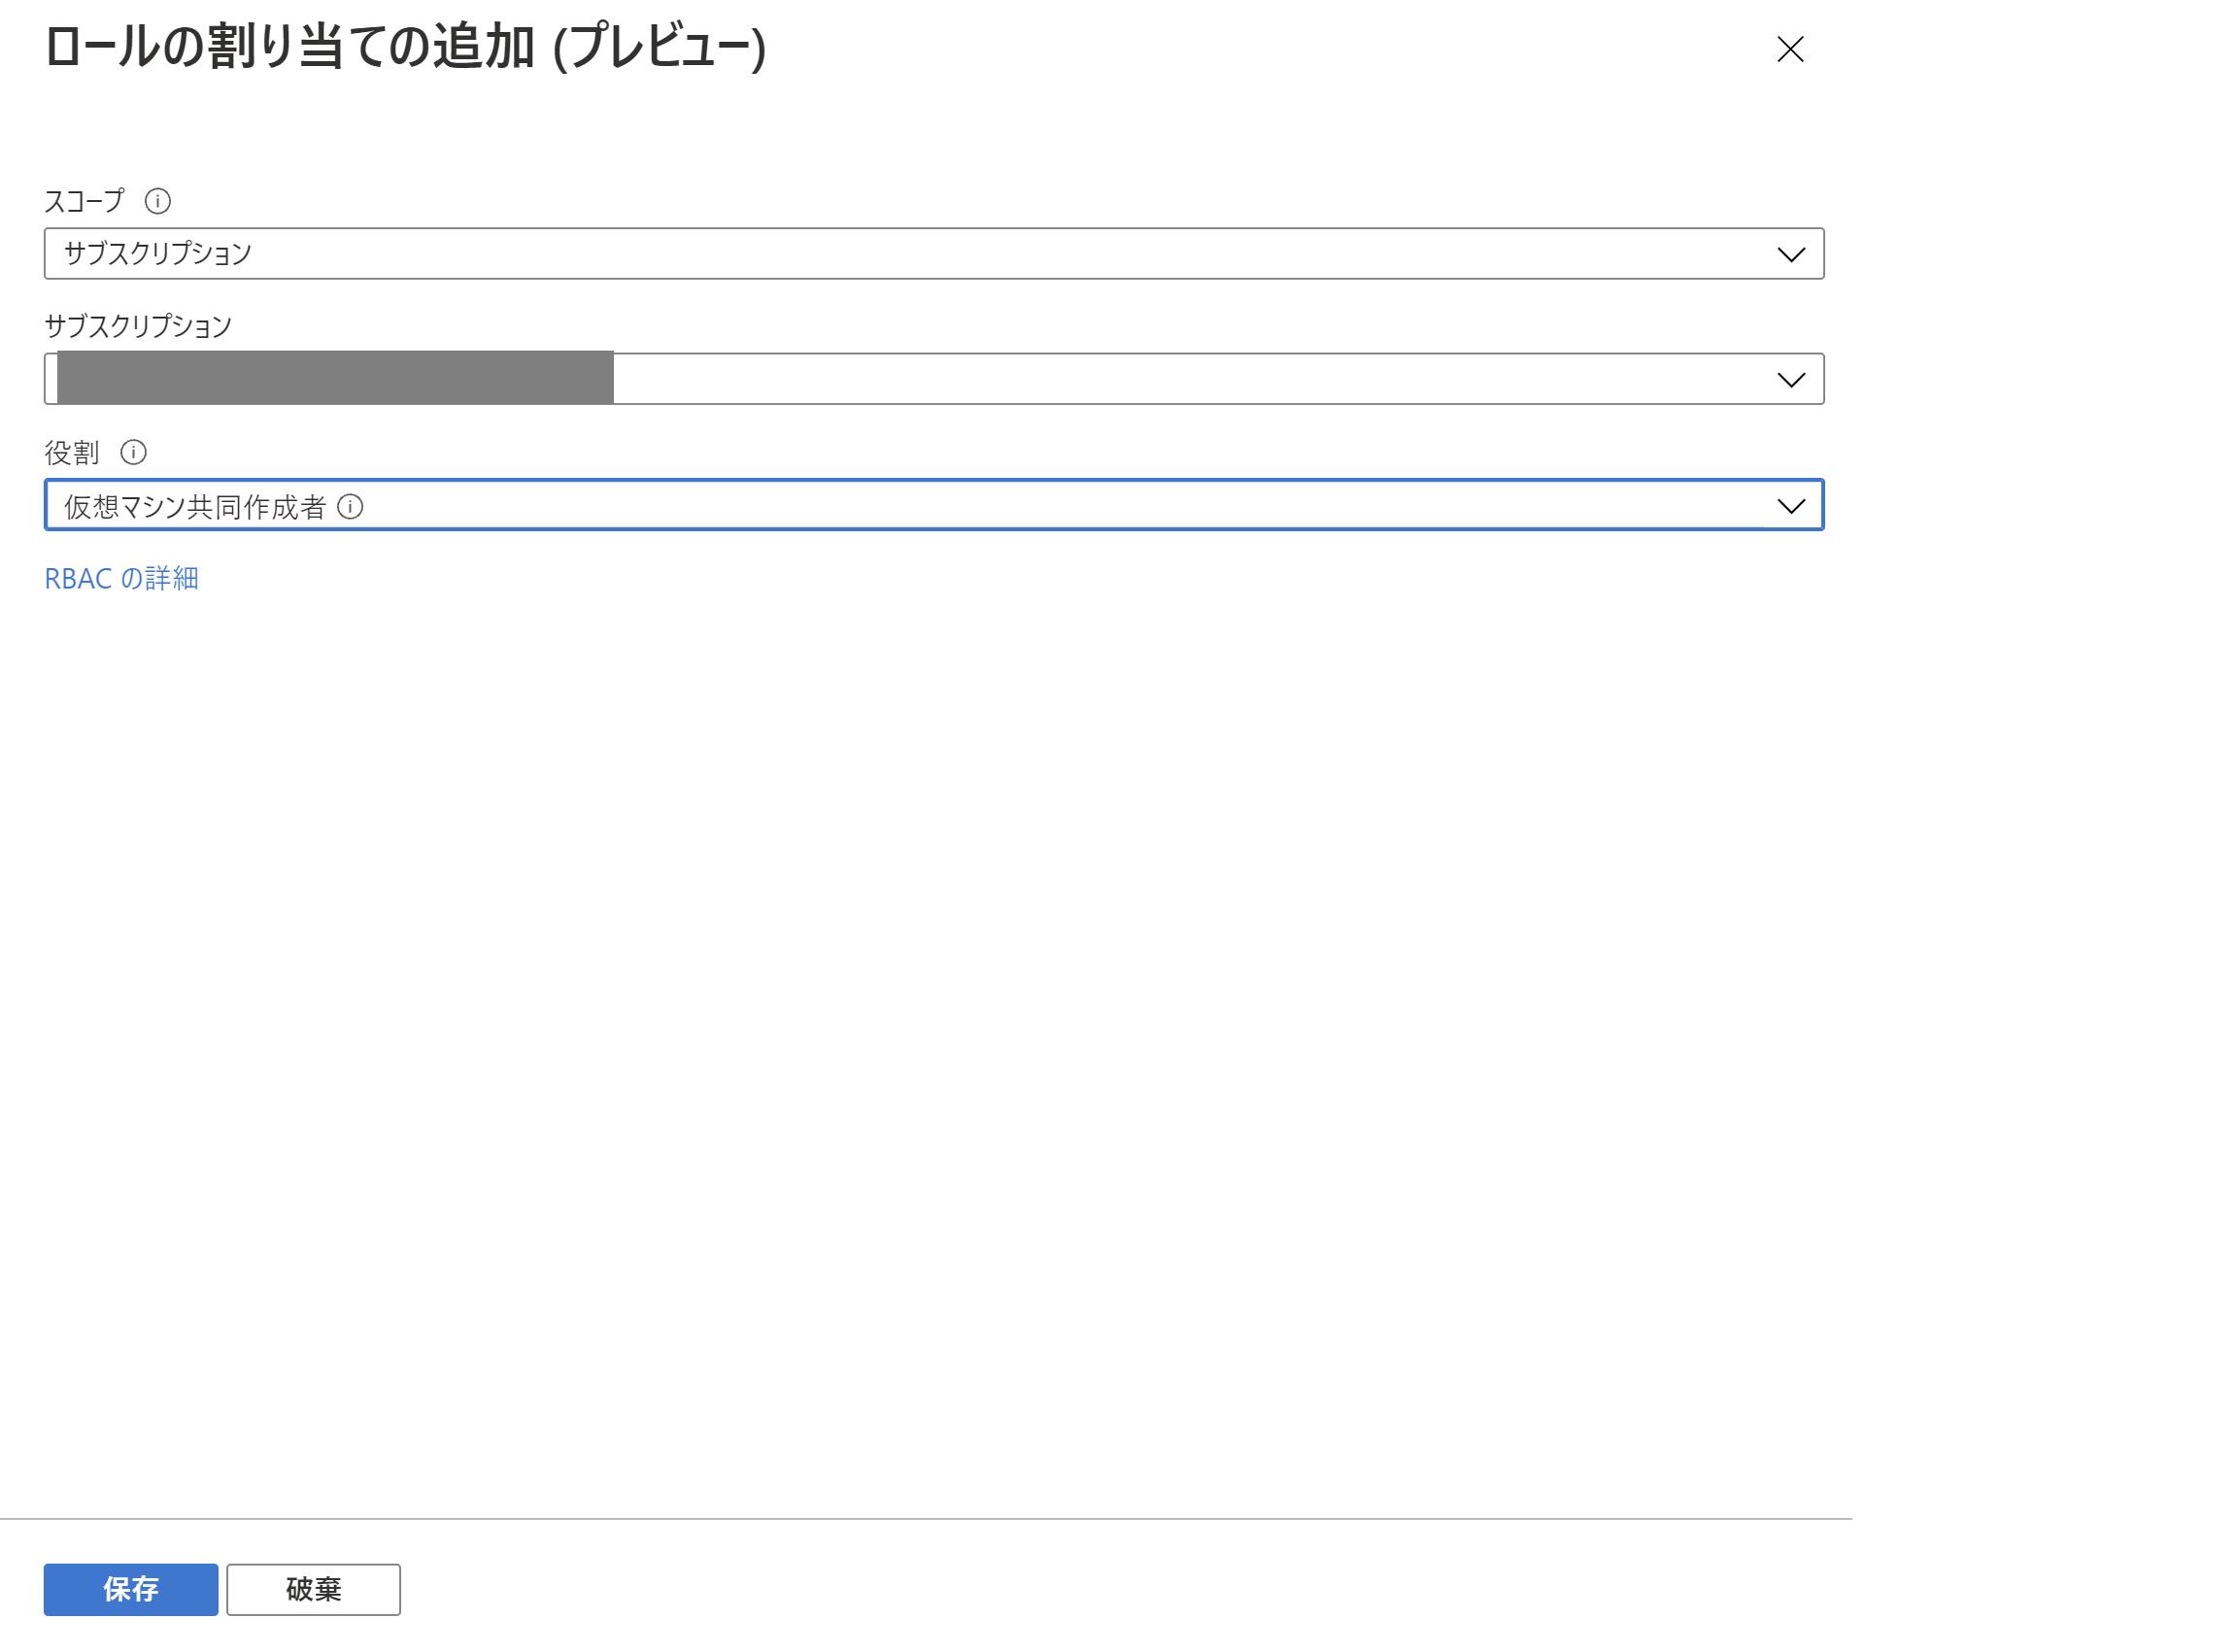 ロールの割り当ての追加 (プレビュー)
スコープ
サブスクリプション
サブスクリプション
役割
仮想マシン共同作成者
RBAC の詳細
保存
破棄